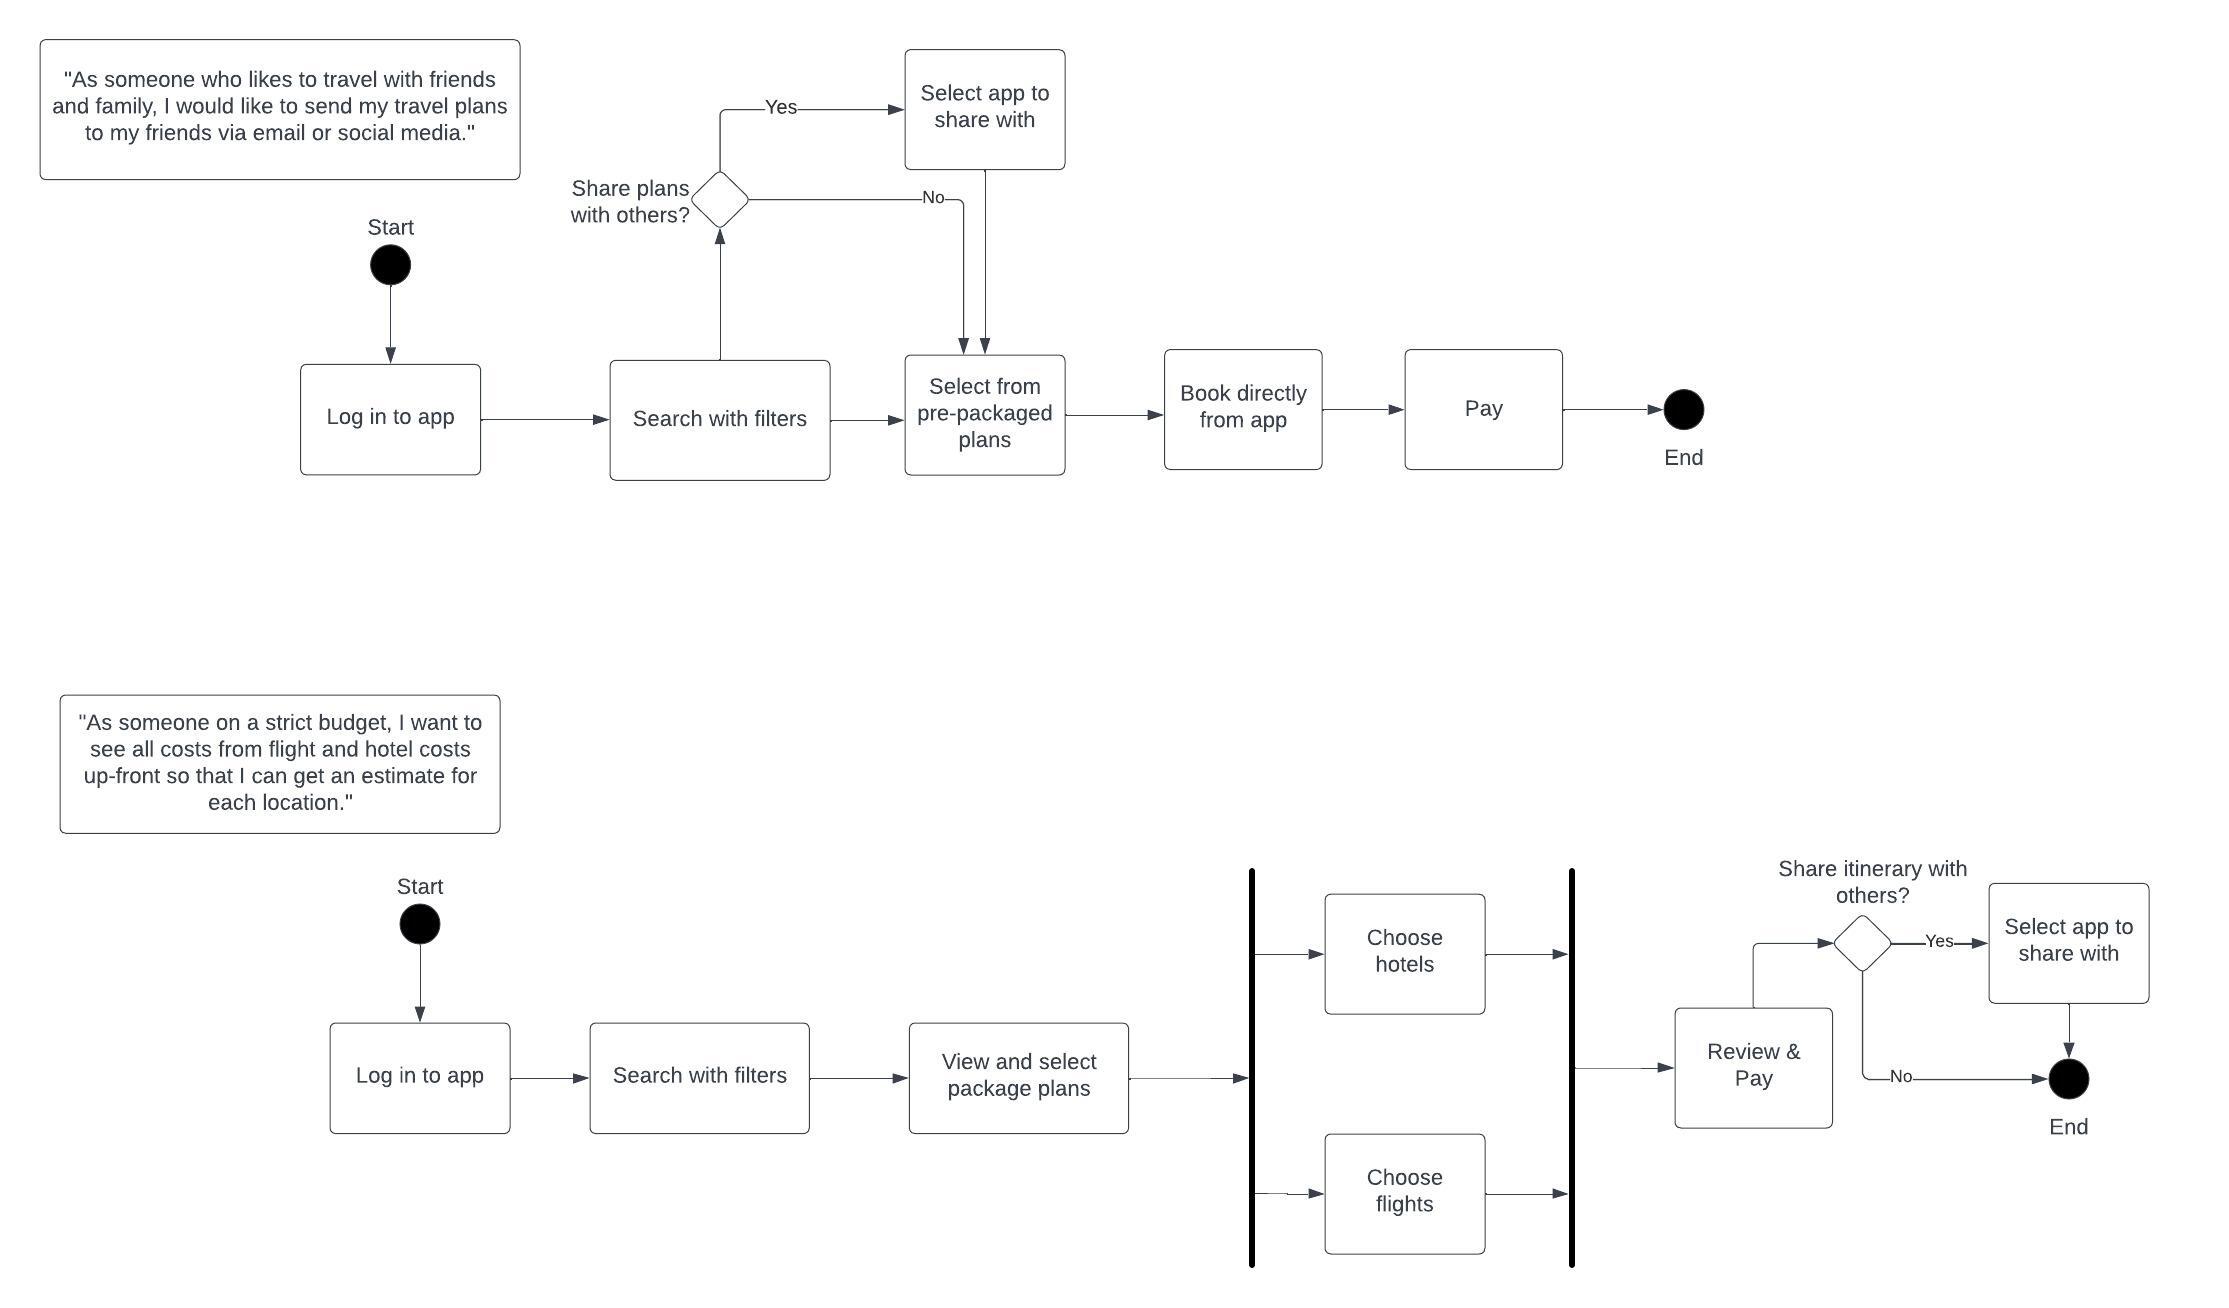 "As someone who likes to travel with friends
and family, I would like to send my travel plans
to my friends via email or social media."
Select app to
share with
Yes
Share plans
with others?
No
Start
Log in to app
Search with filters
Select from
pre-packaged
plans
Book directly
from app
Pay
End
"As someone on a strict budget, I want to
see all costs from flight and hotel costs
up-front so that I can get an estimate for
each location."
Start
Log in to app
Search with filters
View and select
package plans
Choose
hotels
Choose
flights
Review &
Pay
Share itinerary with
others?
Yes
Select app to
share with
No
End